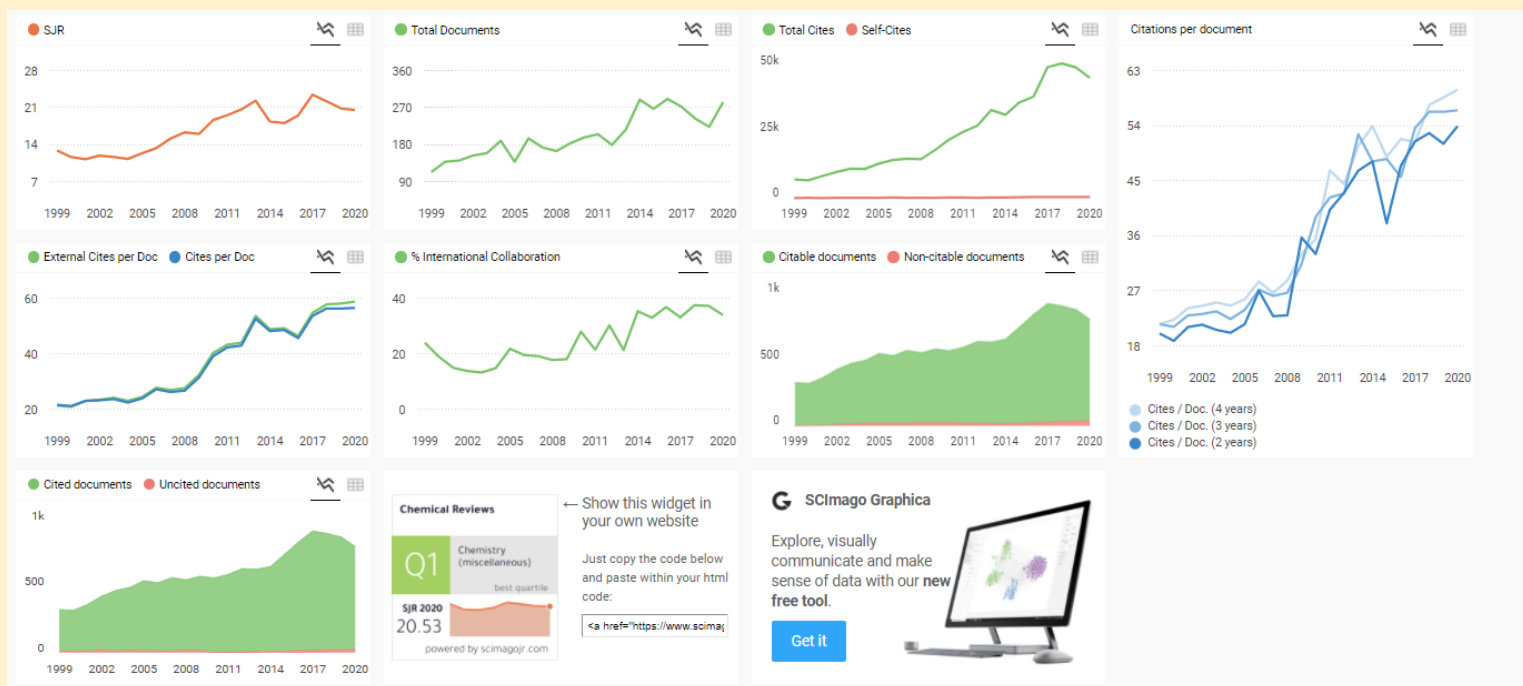 SJR
28
21
14
7
1999 2002 2005 2008 2011 2014 2017 2020
Total Documents
360
270
180
90
1999 2002 2005 2008 2011 2014 2017 2020
Total Cites Self-Cites
50k
25k
0
1999 2002 2005 2008 2011 2014 2017 2020
Citations per document
63
54
45
36
27
18
1999 2002 2005 2008 2011 2014 2017 2020
Cites / Doc. (4 years)
Cites / Doc. (3 years)
Cites / Doc. (2 years)
External Cites per Doc Cites per Doc
60
40
20
1999 2002 2005 2008 2011 2014 2017 2020
% International Collaboration
40
20
0
1999 2002 2005 2008 2011 2014 2017 2020
Citable documents Non-citable documents
1k
500
0
1999 2002 2005 2008 2011 2014 2017 2020
Cited documents Uncited documents
1k
500
0
1999 2002 2005 2008 2011 2014 2017 2020
Chemical Reviews
Q1
Chemistry
(miscellaneous)
best quartile
SJR 2020
20.53
powered by scimagojr.com
← Show this widget in
your own website
Just copy the code below
and paste within your html
code:
<a href="https://www.scimag
SCImago Graphica
Explore, visually
communicate and make
sense of data with our new
free tool.
Get it